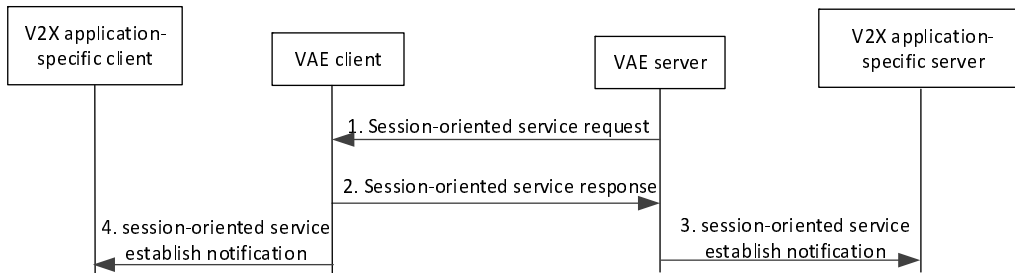 V2X application-
specific client
VAE client
VAE server
V2X application-
specific server
1. Session-oriented service request
2. Session-oriented service response
4. session-oriented service
establish notification
3. session-oriented service
establish notification